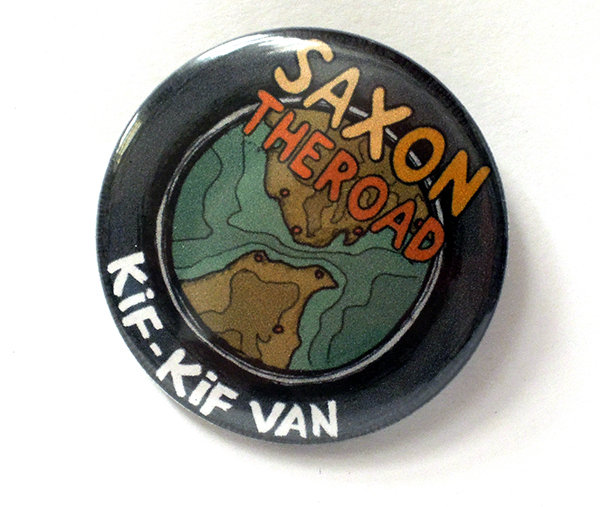 SAXON
THEROAD
KiF-KiF VAN